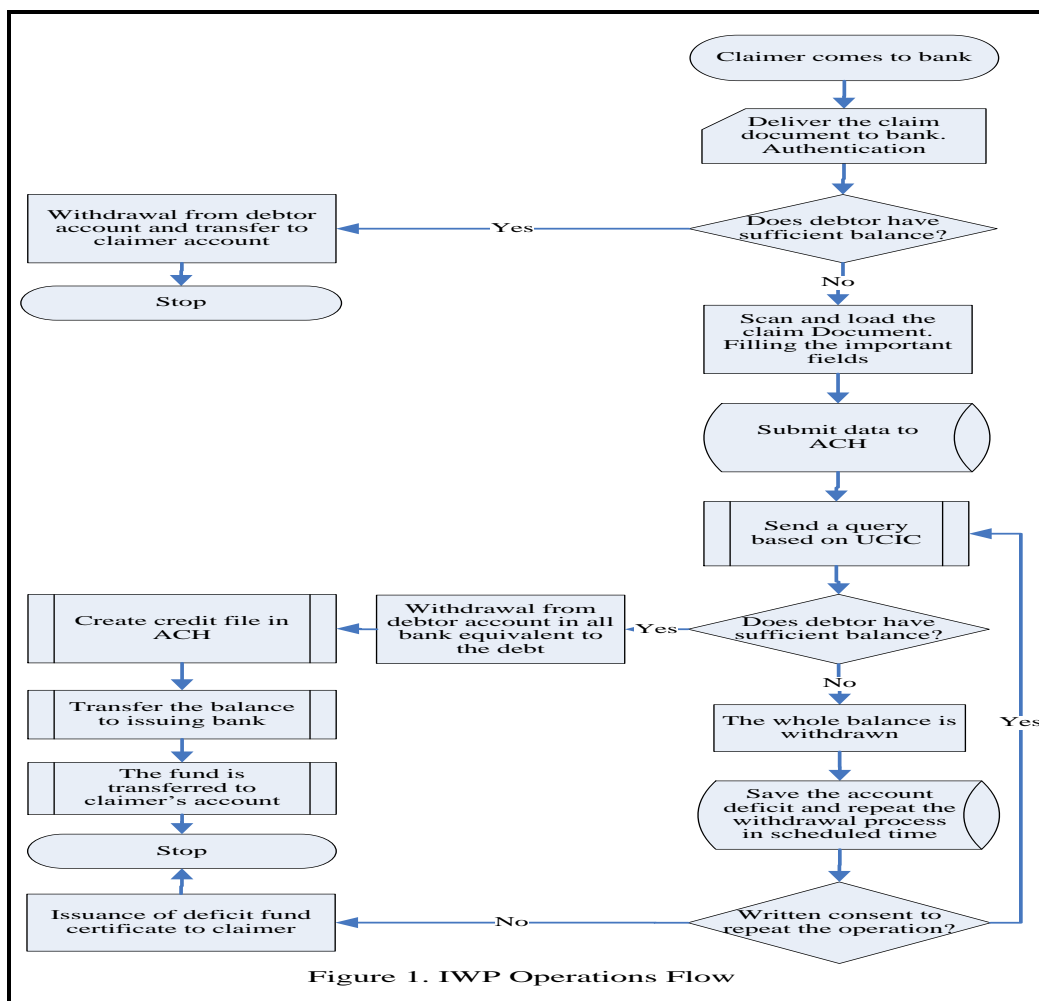 Claimer comes to bank
Deliver the claim
document to bank.
Authentication
Does debtor have
sufficient balance?
Yes
Withdrawal from debtor
account and transfer to
claimer account
Stop
No
Scan and load the
claim Document.
Filling the important
fields
Submit data to
ACH
Send a query
based on UCIC
Does debtor have
sufficient balance?
Yes
Withdrawal from
debtor account in all
bank equivalent to
the debt
Create credit file in
ACH
Transfer the balance
to issuing bank
The fund is
transferred to
claimer's account
Stop
No
The whole balance is
withdrawn
Save the account
deficit and repeat the
withdrawal process
in scheduled time
Written consent to
repeat the operation?
Yes
No
Issuance of deficit fund
certificate to claimer
Figure 1. IWP Operations Flow